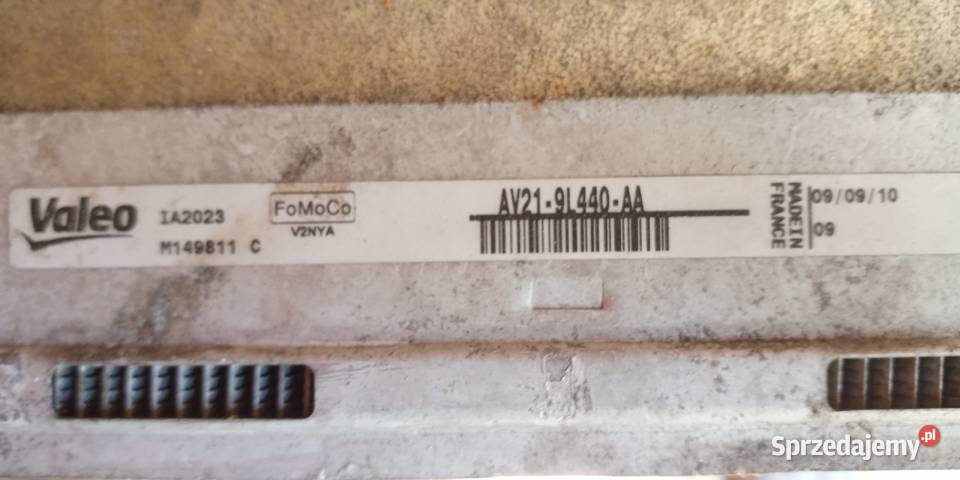 Valeo
IA2023
M149811 C
FoMoCo
V2NYA
AV21-9L440-AA
MADE IN
FRANCE
09/09/10
09
Sprzedajemy.pl